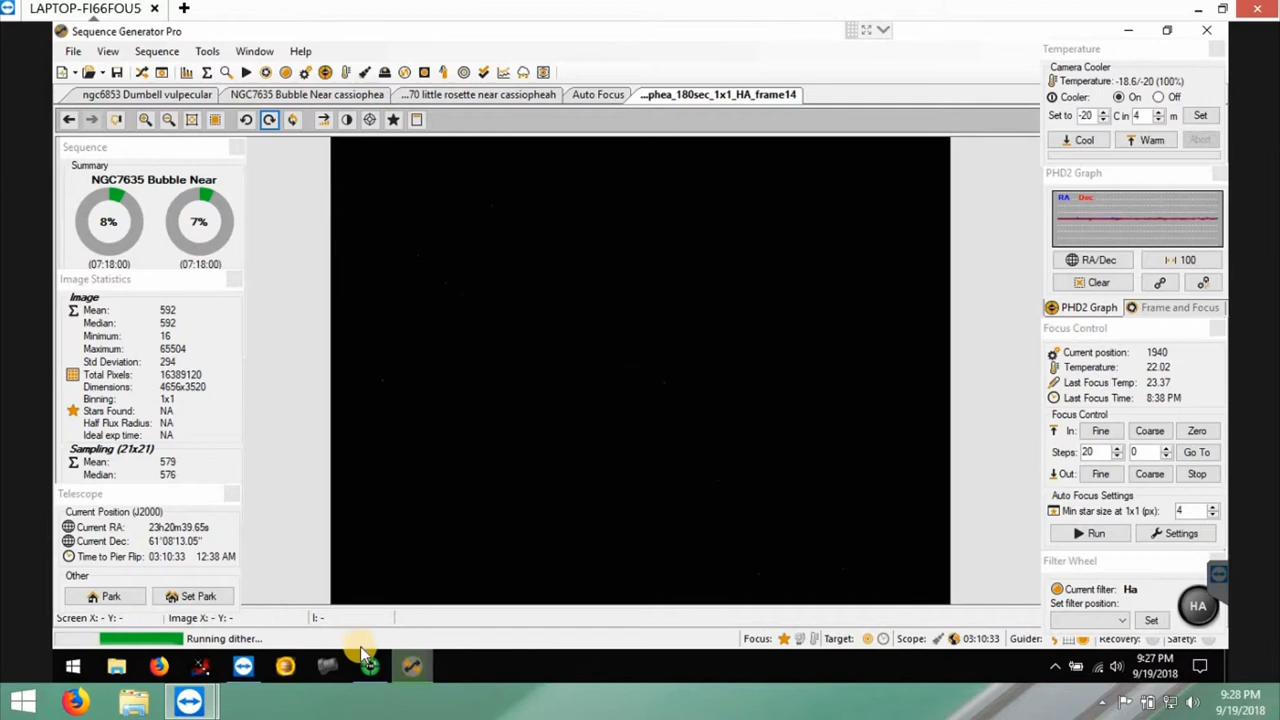 LAPTOP-FI66FOU5
Sequence Generator Pro
File View Sequence Tools Window Help
ngc6853 Dumbell vulpecular
NGC7635 Bubble Near cassiophea
...70 little rosette near cassiopheah
Auto Focus
...phea_180sec_1x1_HA_frame14
Sequence
Summary
NGC7635 Bubble Near
8% 7%
(07:18:00) (07:18:00)
Image Statistics
Image
Mean: 592
Median: 592
Minimum: 16
Maximum: 65504
Std Deviation: 294
Total Pixels: 16389120
Dimensions: 4656x3520
Binning: 1x1
Stars Found: NA
Half Flux Radius: NA
Ideal exp time: NA
Sampling (21x21)
Mean: 579
Median: 576
Telescope
Current Position (J2000)
Current RA: 23h20m39.65s
Current Dec: 61°08'13.05"
Time to Pier Flip: 03:10:33 12:38 AM
Other
Park Set Park
Screen X: - Y: - Image X: - Y: - I: -
Running dither...
Temperature
Camera Cooler
Temperature: -18.6/-20 (100%)
Cooler: On Off
Set to -20 C in 4 m Set
Cool Warm Abort
PHD2 Graph
RA Dec
RA/Dec 100
Clear
PHD2 Graph Frame and Focus
Focus Control
Current position: 1940
Temperature: 22.02
Last Focus Temp: 23.37
Last Focus Time: 8:38 PM
Focus Control
In: Fine Coarse Zero
Steps: 20 0 Go To
Out: Fine Coarse Stop
Auto Focus Settings
Min star size at 1x1 (px): 4
Run Settings
Filter Wheel
Current filter: Ha
Set filter position:
Set
HA
Focus: Target: Scope: 03:10:33 Guider: Recovery: Safety:
9:27 PM
9/19/2018
9:28 PM
9/19/2018